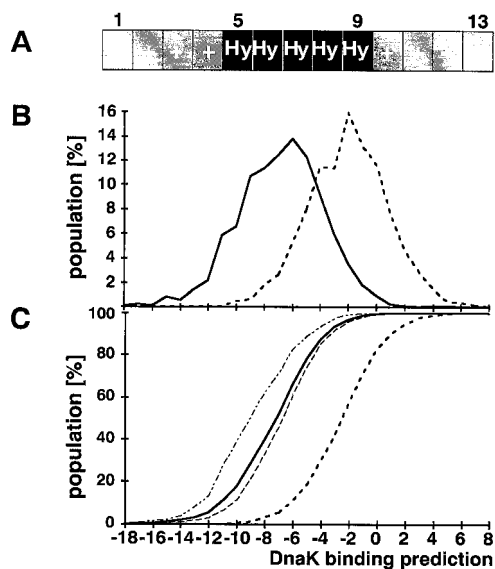 1 5 9 13
A
+ + Hy Hy Hy Hy Hy +
B
population [%]
16
14
12
10
8
6
4
2
C
population [%]
100
80
60
40
20
0
-18 -16 -14 -12 -10 -8 -6 -4 -2 0 2 4 6 8
DnaK binding prediction